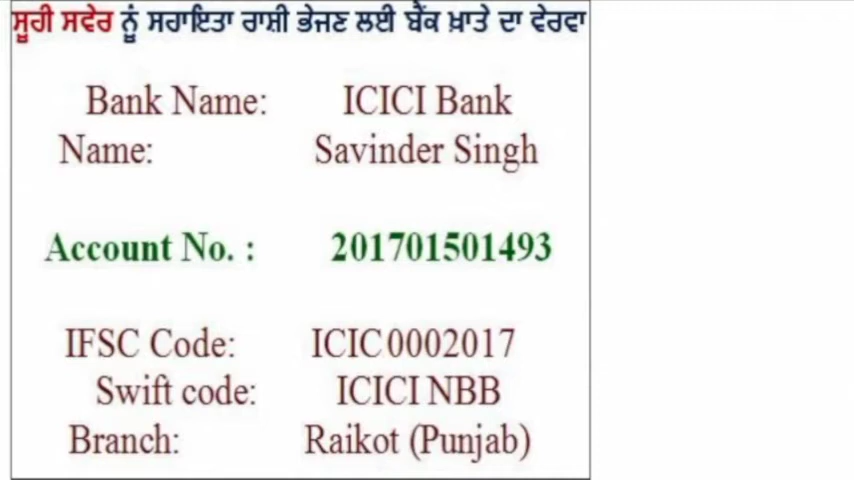 ਸੂਹੀ ਸਵੇਰ ਨੂੰ ਸਹਾਇਤਾ ਰਾਸ਼ੀ ਭੇਜਣ ਲਈ ਬੈਂਕ ਖ਼ਾਤੇ ਦਾ ਵੇਰਵਾ
Bank Name: ICICI Bank
Name: Savinder Singh
Account No. : 201701501493
IFSC Code: ICIC0002017
Swift code: ICICI NBB
Branch: Raikot (Punjab)